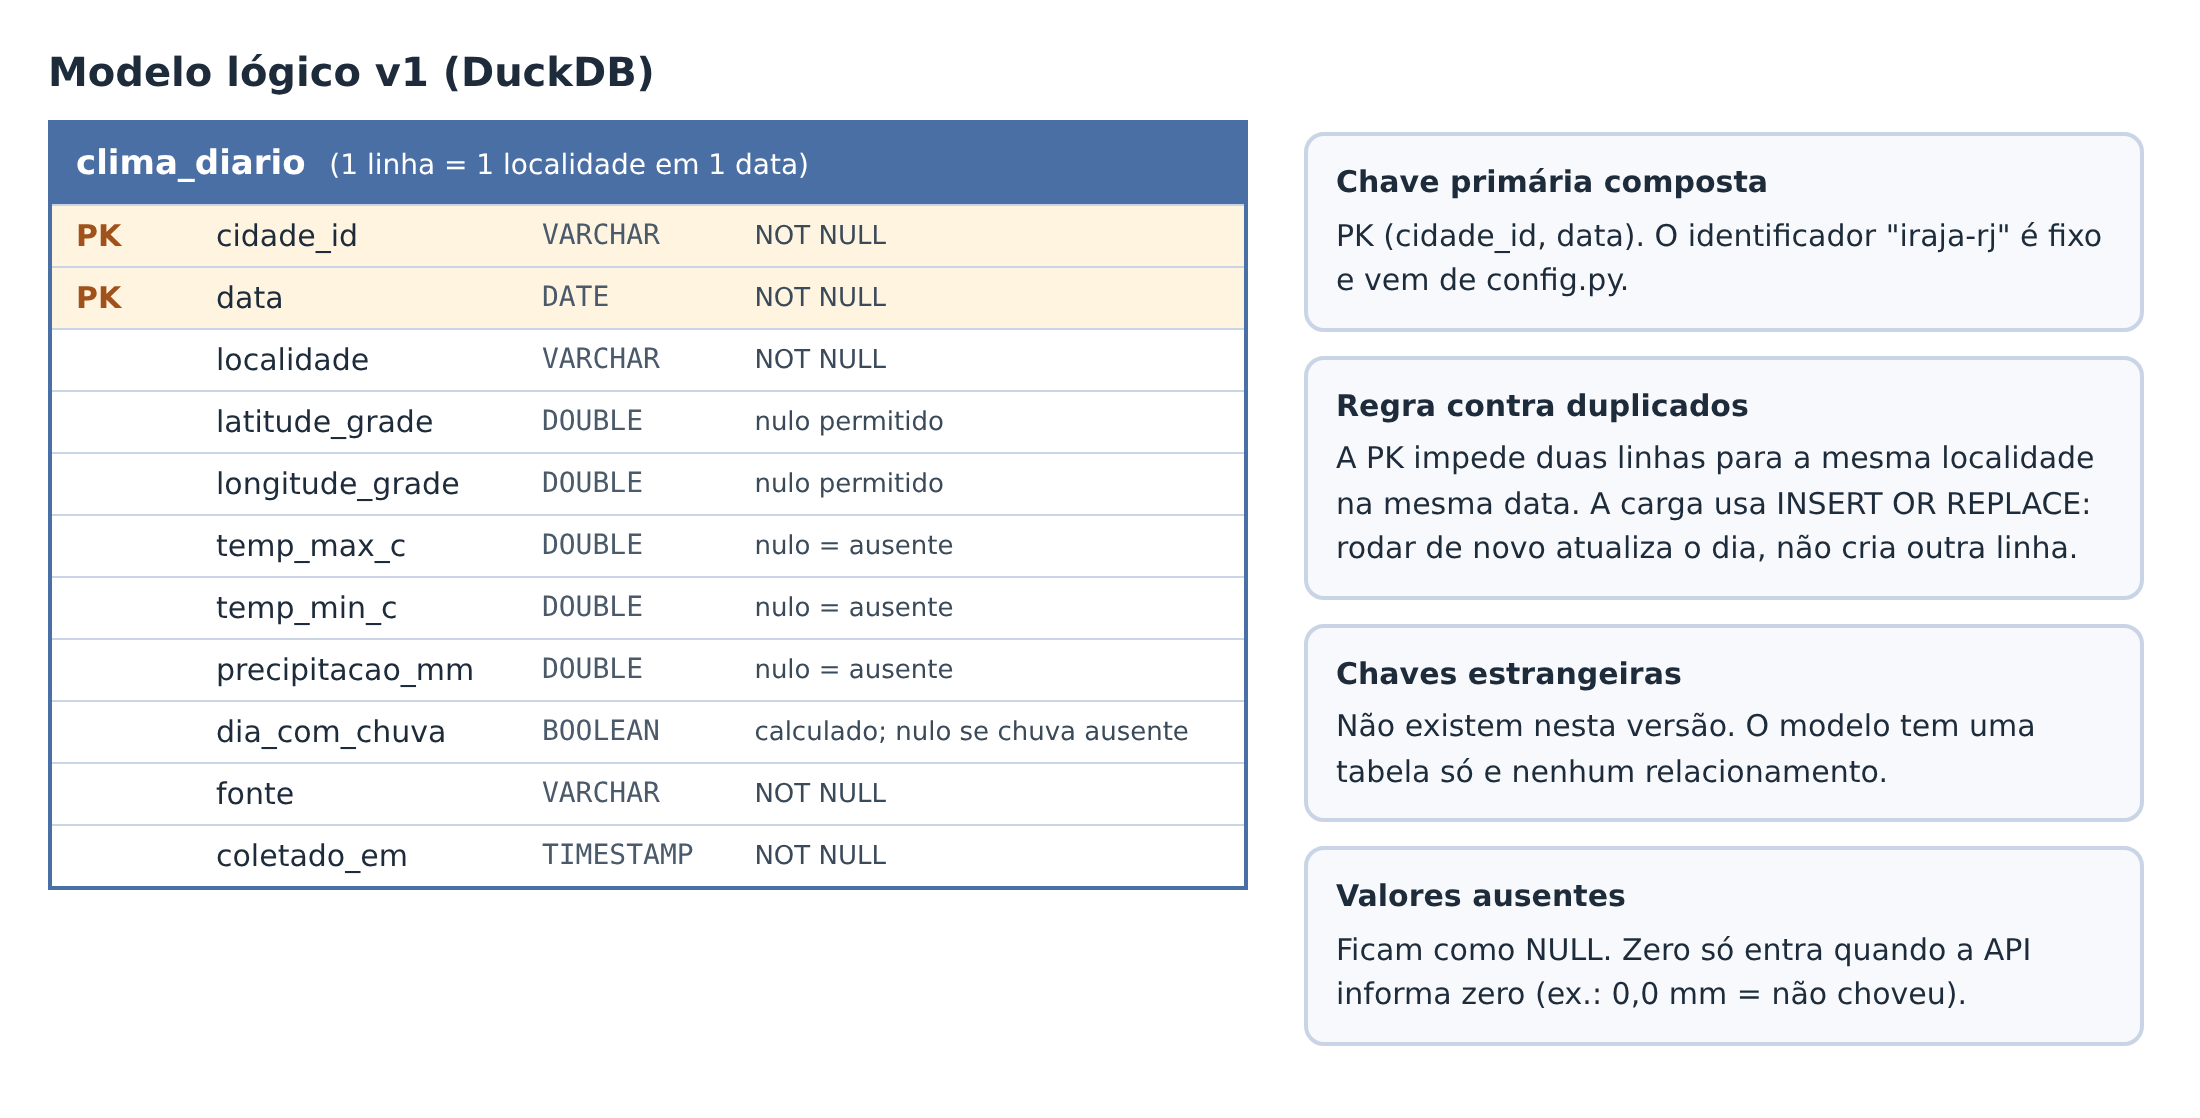 Modelo lógico v1 (DuckDB)
clima_diario (1 linha = 1 localidade em 1 data)
PK cidade_id VARCHAR NOT NULL
PK data DATE NOT NULL
localidade VARCHAR NOT NULL
latitude_grade DOUBLE nulo permitido
longitude_grade DOUBLE nulo permitido
temp_max_c DOUBLE nulo = ausente
temp_min_c DOUBLE nulo = ausente
precipitacao_mm DOUBLE nulo = ausente
dia_com_chuva BOOLEAN calculado; nulo se chuva ausente
fonte VARCHAR NOT NULL
coletado_em TIMESTAMP NOT NULL
Chave primária composta
PK (cidade_id, data). O identificador "iraja-rj" é fixo
e vem de config.py.
Regra contra duplicados
A PK impede duas linhas para a mesma localidade
na mesma data. A carga usa INSERT OR REPLACE:
rodar de novo atualiza o dia, não cria outra linha.
Chaves estrangeiras
Não existem nesta versão. O modelo tem uma
tabela só e nenhum relacionamento.
Valores ausentes
Ficam como NULL. Zero só entra quando a API
informa zero (ex.: 0,0 mm = não choveu).